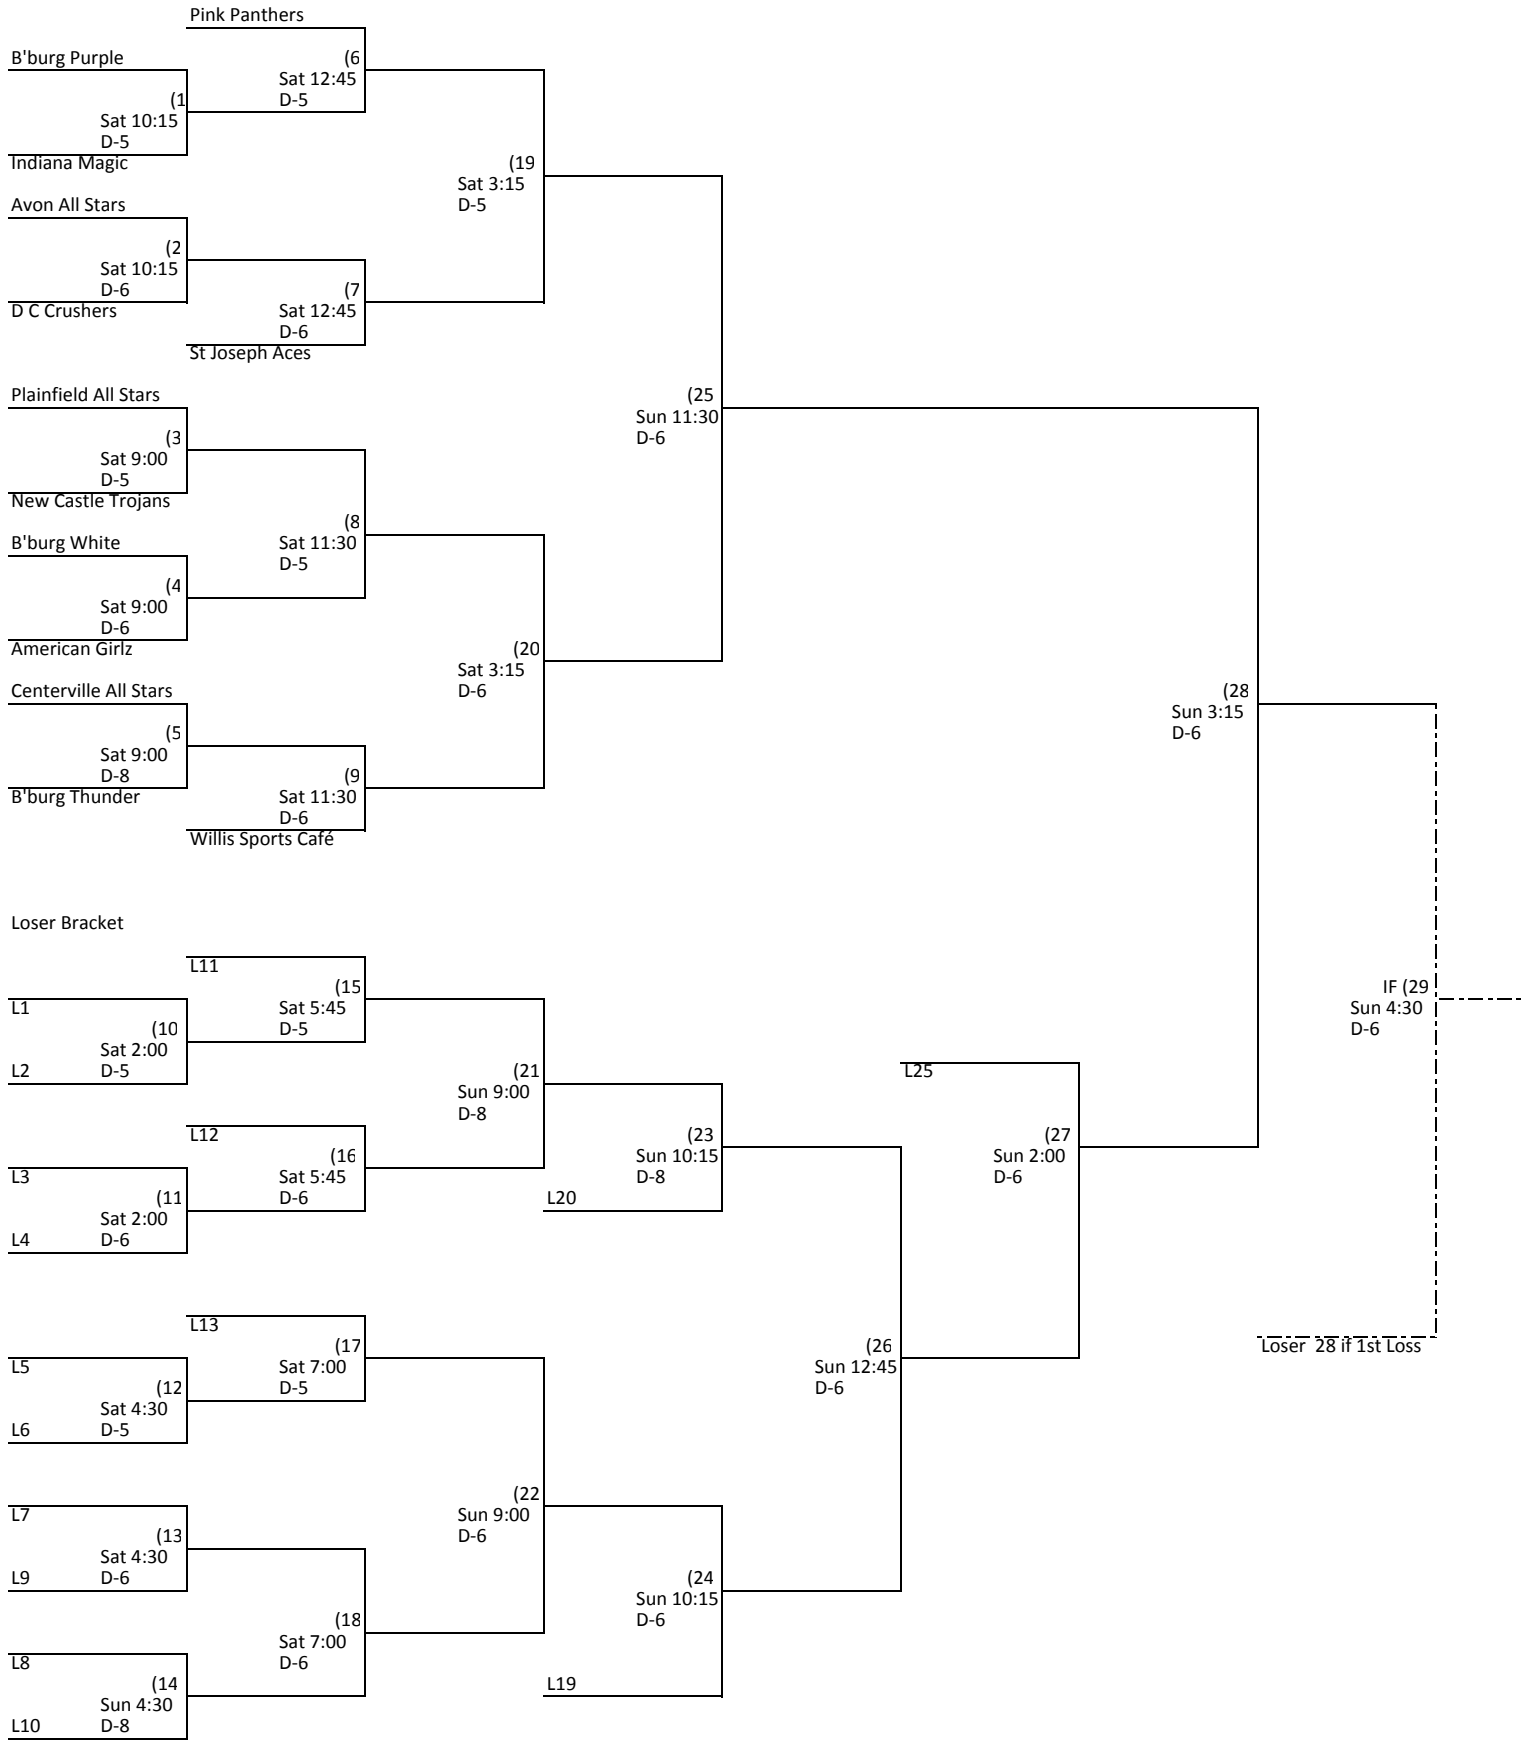 Pink Panthers
B'burg Purple
(6
Sat 12:45
D-5
(1
Sat 10:15
D-5
Indiana Magic
(19
Sat 3:15
D-5
Avon All Stars
(2
Sat 10:15
D-6
D C Crushers
(7
Sat 12:45
D-6
St Joseph Aces
Plainfield All Stars
(25
Sun 11:30
D-6
(3
Sat 9:00
D-5
New Castle Trojans
(8
Sat 11:30
D-5
B'burg White
(4
Sat 9:00
D-6
American Girlz
(20
Sat 3:15
D-6
Centerville All Stars
(28
Sun 3:15
D-6
(5
Sat 9:00
D-8
B'burg Thunder
(9
Sat 11:30
D-6
Willis Sports Café
Loser Bracket
L11
(15
Sat 5:45
D-5
IF (29
Sun 4:30
D-6
L1
(10
Sat 2:00
L2 D-5
(21
Sun 9:00
D-8
L25
L12
(16
Sat 5:45
D-6
(23
Sun 10:15
D-8
(27
Sun 2:00
D-6
L3
(11
Sat 2:00
L4 D-6
L20
L13
(17
Sat 7:00
D-5
(26
Sun 12:45
D-6
Loser 28 if 1st Loss
L5
(12
Sat 4:30
L6 D-5
(22
Sun 9:00
D-6
L7
(13
Sat 4:30
L9 D-6
(24
Sun 10:15
D-6
(18
Sat 7:00
D-6
L8
(14
Sun 4:30
L10 D-8
L19